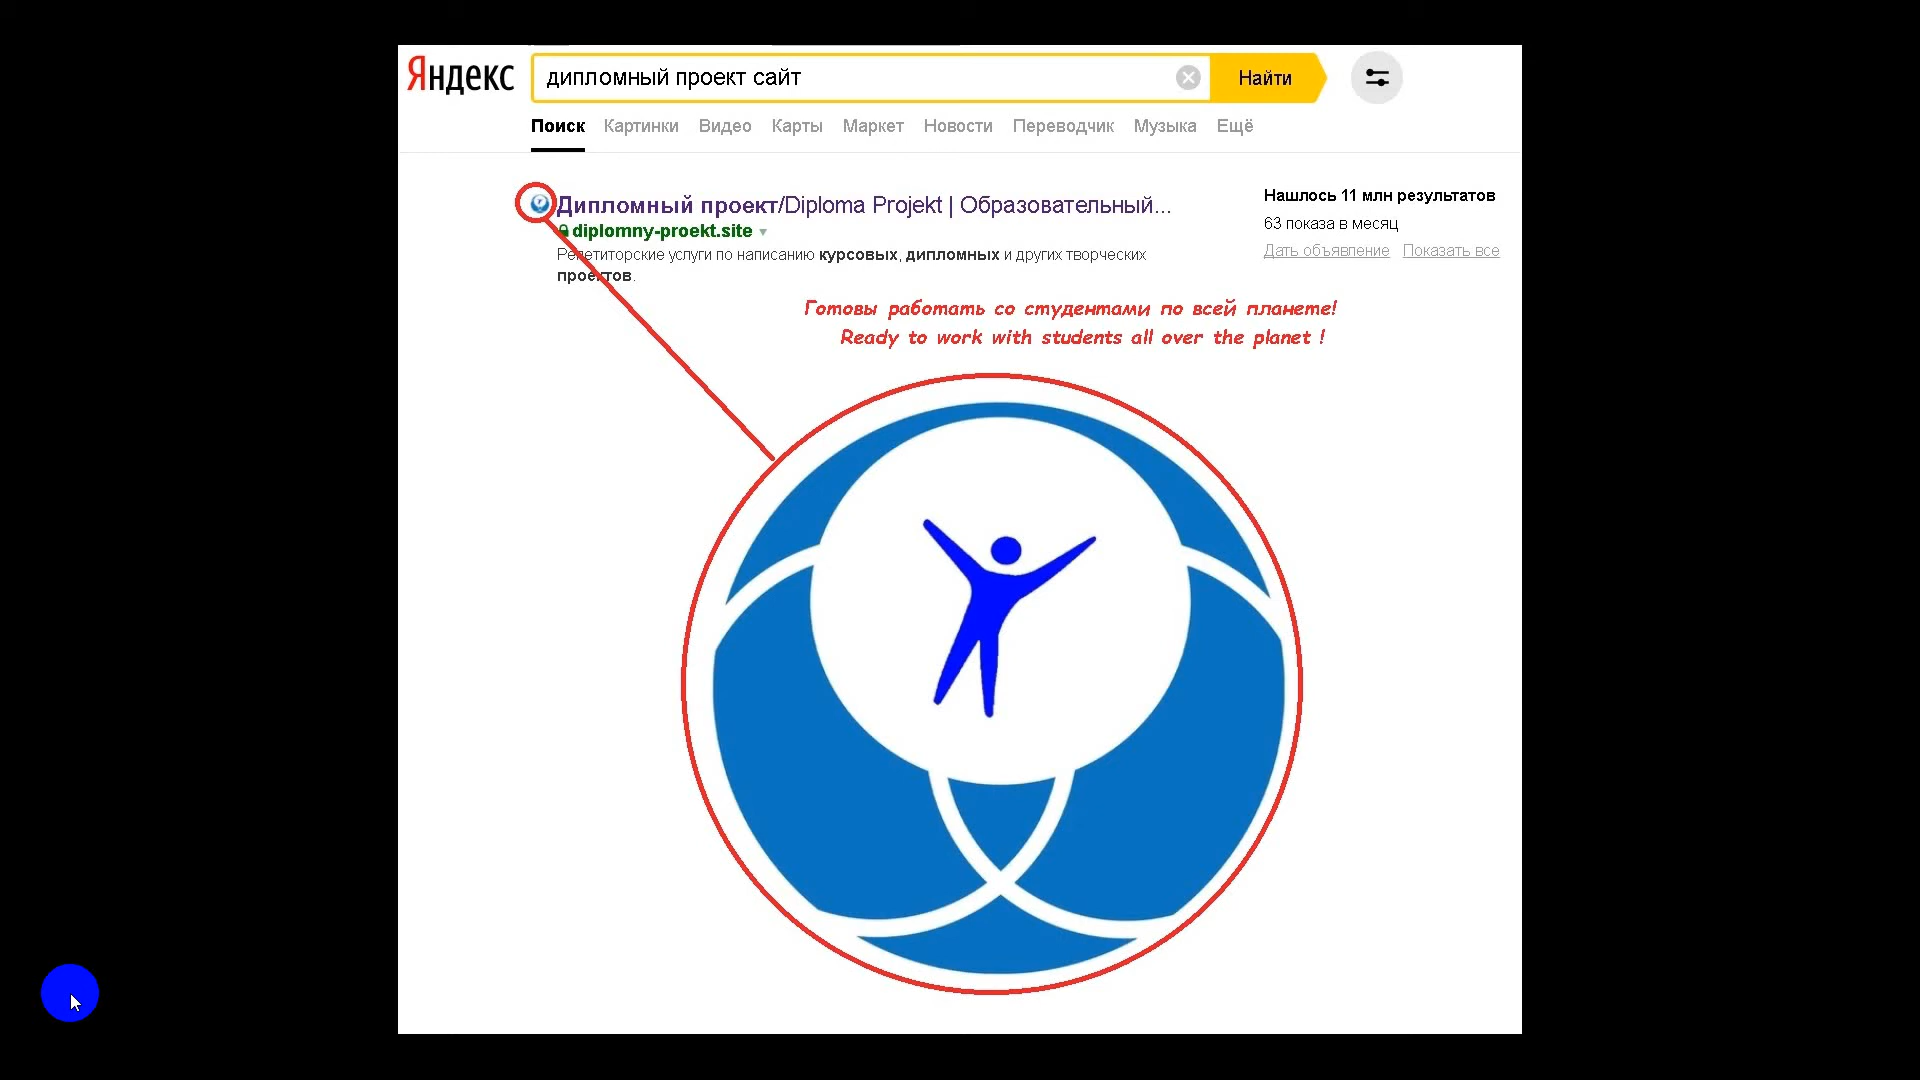 Яндекс
дипломный проект сайт
Найти
Поиск Картинки Видео Карты Маркет Новости Переводчик Музыка Ещё
Дипломный проект/Diploma Projekt | Образовательный...
diplomny-proekt.site
Репетиторские услуги по написанию курсовых, дипломных и других творческих
проектов.
Нашлось 11 млн результатов
63 показа в месяц
Дать объявление Показать все
Готовы работать со студентами по всей планете!
Ready to work with students all over the planet !